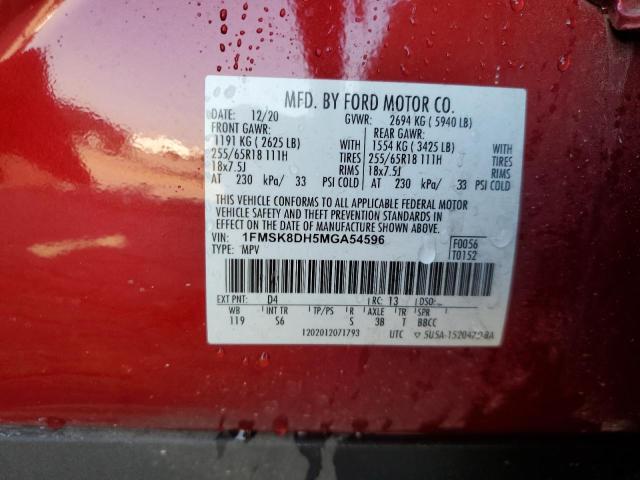 MFD. BY FORD MOTOR CO.
DATE: 12/20 GVWR: 2694 KG ( 5940 LB)
FRONT GAWR: REAR GAWR:
1191 KG ( 2625 LB) WITH 1554 KG ( 3425 LB) WITH
255/65R18 111H TIRES 255/65R18 111H TIRES
18x7.5J RIMS 18x7.5J RIMS
AT 230 kPa/ 33 PSI COLD AT 230 kPa/ 33 PSI COLD
THIS VEHICLE CONFORMS TO ALL APPLICABLE FEDERAL MOTOR
VEHICLE SAFETY AND THEFT PREVENTION STANDARDS IN
EFFECT ON THE DATE OF MANUFACTURE SHOWN ABOVE.
VIN: 1FMSK8DH5MGA54596 F0056
TYPE: MPV T0152
EXT PNT: D4 RC: 13 DSO:
WB INT TR TP/PS R AXLE TR SPR
119 S6 S 3B T BBCC
1202012071793 UTC